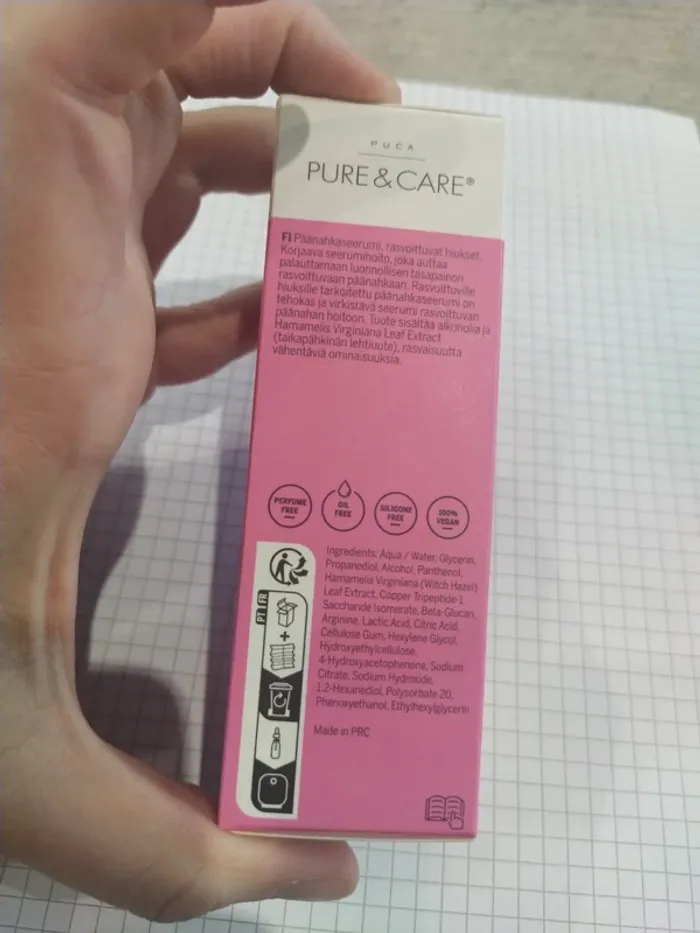 PUCA
PURE & CARE®
FI Päänahkaseerumi, rasvoittuvat hiukset.
Korjaava seerumihoito, joka auttaa
palauttamaan luonnollisen tasapainon
rasvoittuvaan päänahkaan. Rasvoittuville
hiuksille tarkoitettu päänahkaseerumi on
tehokas ja virkistävä seerumi rasvoittuvan
päänahan hoitoon. Tuote sisältää alkoholia ja
Hamamelis Virginiana Leaf Extract
(taikapähkinän lehtiuute), rasvaisuutta
vähentäviä ominaisuuksia.
PERFUME
FREE
OIL
FREE
SILICONE
FREE
100%
VEGAN
PT FR
+
Ingredients: Aqua / Water, Glycerin,
Propanediol, Alcohol, Panthenol,
Hamamelis Virginiana (Witch Hazel)
Leaf Extract, Copper Tripeptide-1,
Saccharide Isomerate, Beta-Glucan,
Arginine, Lactic Acid, Citric Acid,
Cellulose Gum, Hexylene Glycol,
Hydroxyethylcellulose,
4-Hydroxyacetophenone, Sodium
Citrate, Sodium Hydroxide,
1,2-Hexanediol, Polysorbate 20,
Phenoxyethanol, Ethylhexylglycerin
Made in PRC